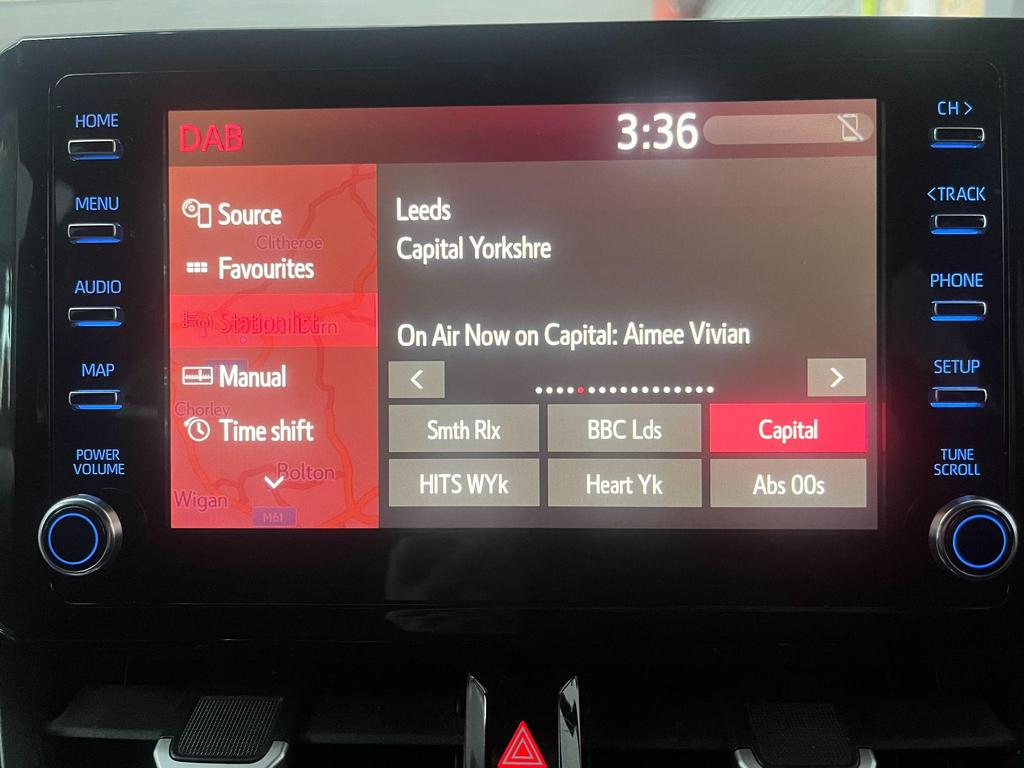 HOME
MENU
AUDIO
MAP
POWER
VOLUME
DAB
3:36
Source
Clitheroe
Favourites
Station list
Manual
Chorley
Time shift
Bolton
Wigan
M61
Leeds
Capital Yorkshre
On Air Now on Capital: Aimee Vivian
<
>
Smth Rlx
BBC Lds
Capital
HITS WYk
Heart Yk
Abs 00s
CH >
<TRACK
PHONE
SETUP
TUNE
SCROLL